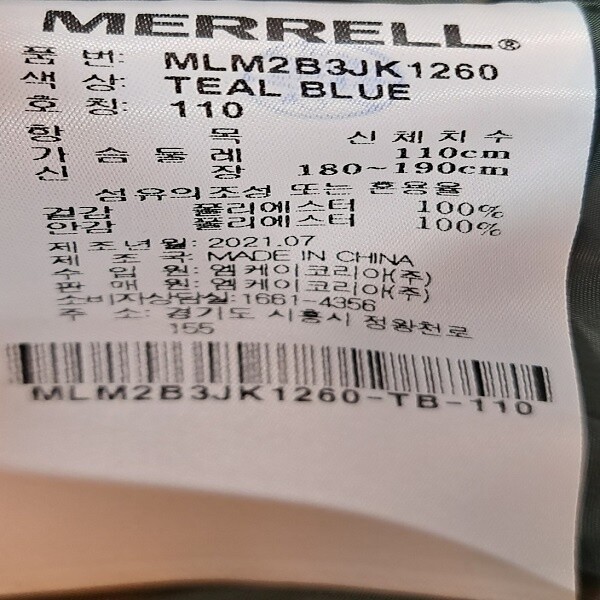 MERRELL®
품 번: MLM2B3JK1260
색 상: TEAL BLUE
호 칭: 110
항 목 신체치수
가슴둘레 110cm
신 장 180~190cm
섬유의조성 또는 혼용율
겉감 폴리에스터 100%
안감 폴리에스터 100%
제조년월: 2021.07
제 조 국: MADE IN CHINA
수 입 원: 엠케이코리아(주)
판 매 원: 엠케이코리아(주)
소비자상담실: 1661-4356
주 소: 경기도 시흥시 정왕천로
155
MLM2B3JK1260-TB-110